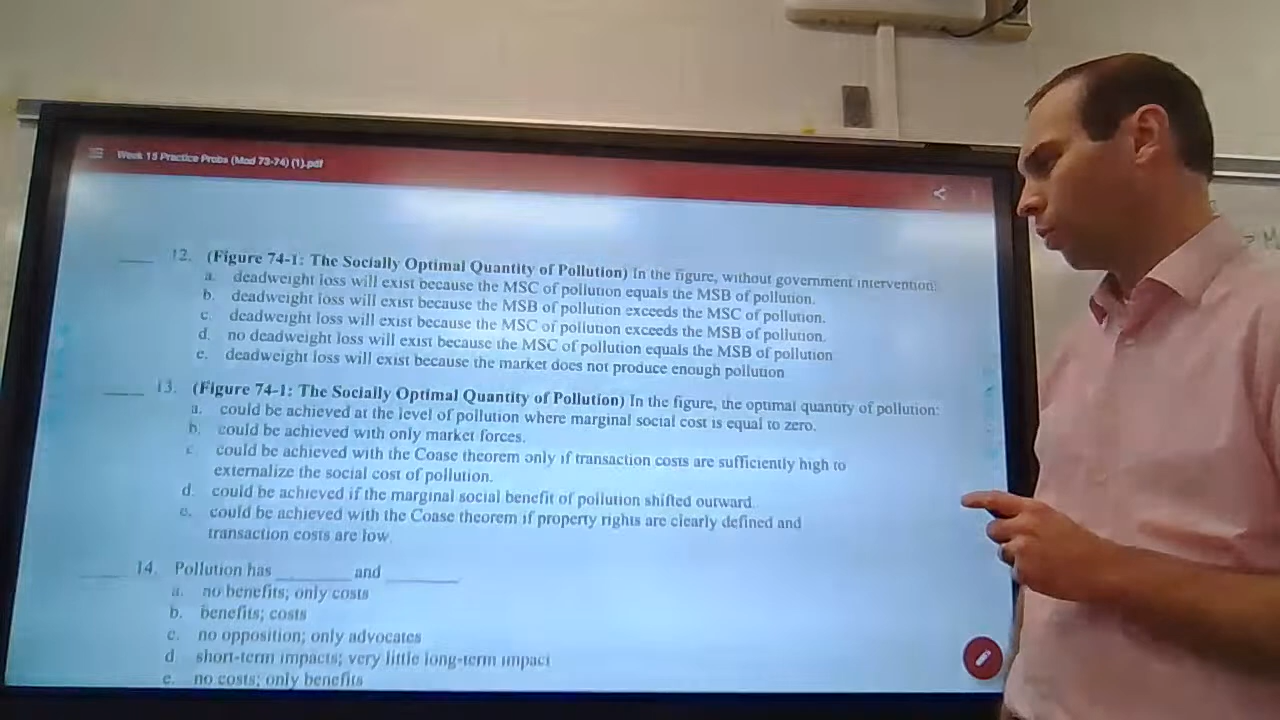 Week 15 Practice Probs (Mod 73-74) (1).pdf
12. (Figure 74-1: The Socially Optimal Quantity of Pollution) In the figure, without government intervention:
a. deadweight loss will exist because the MSC of pollution equals the MSB of pollution.
b. deadweight loss will exist because the MSB of pollution exceeds the MSC of pollution.
c. deadweight loss will exist because the MSC of pollution exceeds the MSB of pollution.
d. no deadweight loss will exist because the MSC of pollution equals the MSB of pollution
e. deadweight loss will exist because the market does not produce enough pollution
13. (Figure 74-1: The Socially Optimal Quantity of Pollution) In the figure, the optimal quantity of pollution:
a. could be achieved at the level of pollution where marginal social cost is equal to zero.
b. could be achieved with only market forces.
c. could be achieved with the Coase theorem only if transaction costs are sufficiently high to
externalize the social cost of pollution.
d. could be achieved if the marginal social benefit of pollution shifted outward.
e. could be achieved with the Coase theorem if property rights are clearly defined and
transaction costs are low.
14. Pollution has ________ and ________
a. no benefits; only costs
b. benefits; costs
c. no opposition; only advocates
d short-term impacts; very little long-term impact
e. no costs; only benefits